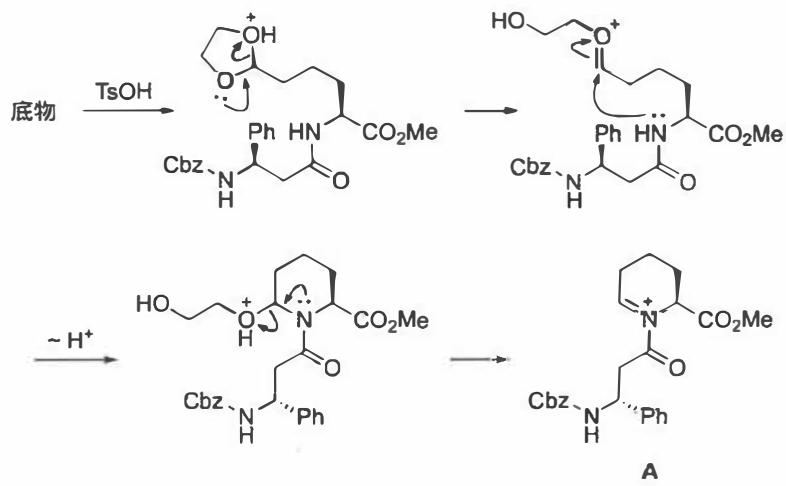 底物
TsOH
+
OH
O
Ph
HN
CO₂Me
Cbz
N
H
O
HO
O
+
Ph
HN
CO₂Me
Cbz
N
H
O
~ H⁺
HO
+
O
H
N
CO₂Me
O
Cbz
N
H
Ph
+
N
CO₂Me
O
Cbz
N
H
Ph
A